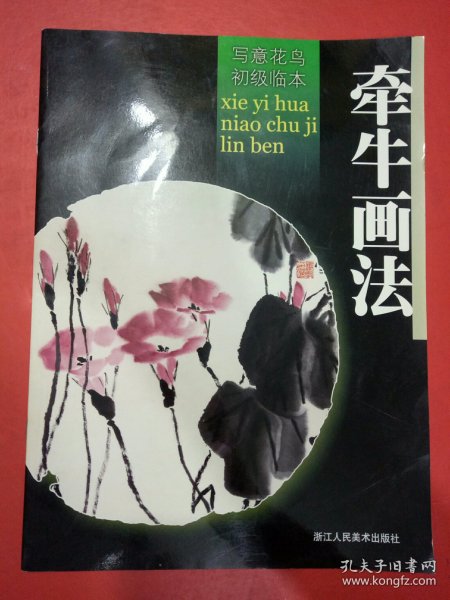 写意花鸟
初级临本
xie yi hua
niao chu ji
lin ben
牵牛画法
浙江人民美术出版社
孔夫子旧书网
www.kongfz.com